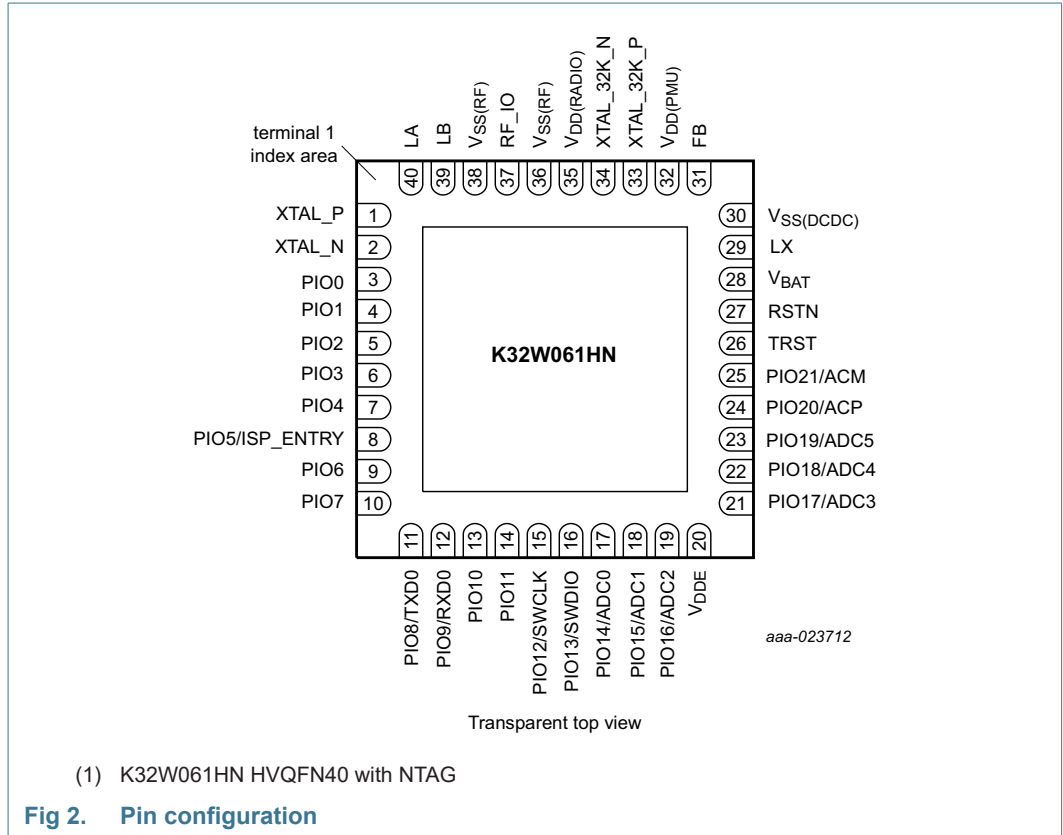 terminal 1
index area
LA
LB
VSS(RF)
RF_IO
VSS(RF)
VDD(RADIO)
XTAL_32K_N
XTAL_32K_P
VDD(PMU)
FB
40
39
38
37
36
35
34
33
32
31
XTAL_P 1
XTAL_N 2
PIO0 3
PIO1 4
PIO2 5
PIO3 6
PIO4 7
PIO5/ISP_ENTRY 8
PIO6 9
PIO7 10
K32W061HN
30 VSS(DCDC)
29 LX
28 VBAT
27 RSTN
26 TRST
25 PIO21/ACM
24 PIO20/ACP
23 PIO19/ADC5
22 PIO18/ADC4
21 PIO17/ADC3
11
12
13
14
15
16
17
18
19
20
PIO8/TXD0
PIO9/RXD0
PIO10
PIO11
PIO12/SWCLK
PIO13/SWDIO
PIO14/ADC0
PIO15/ADC1
PIO16/ADC2
VDDE
aaa-023712
Transparent top view
(1) K32W061HN HVQFN40 with NTAG
Fig 2. Pin configuration